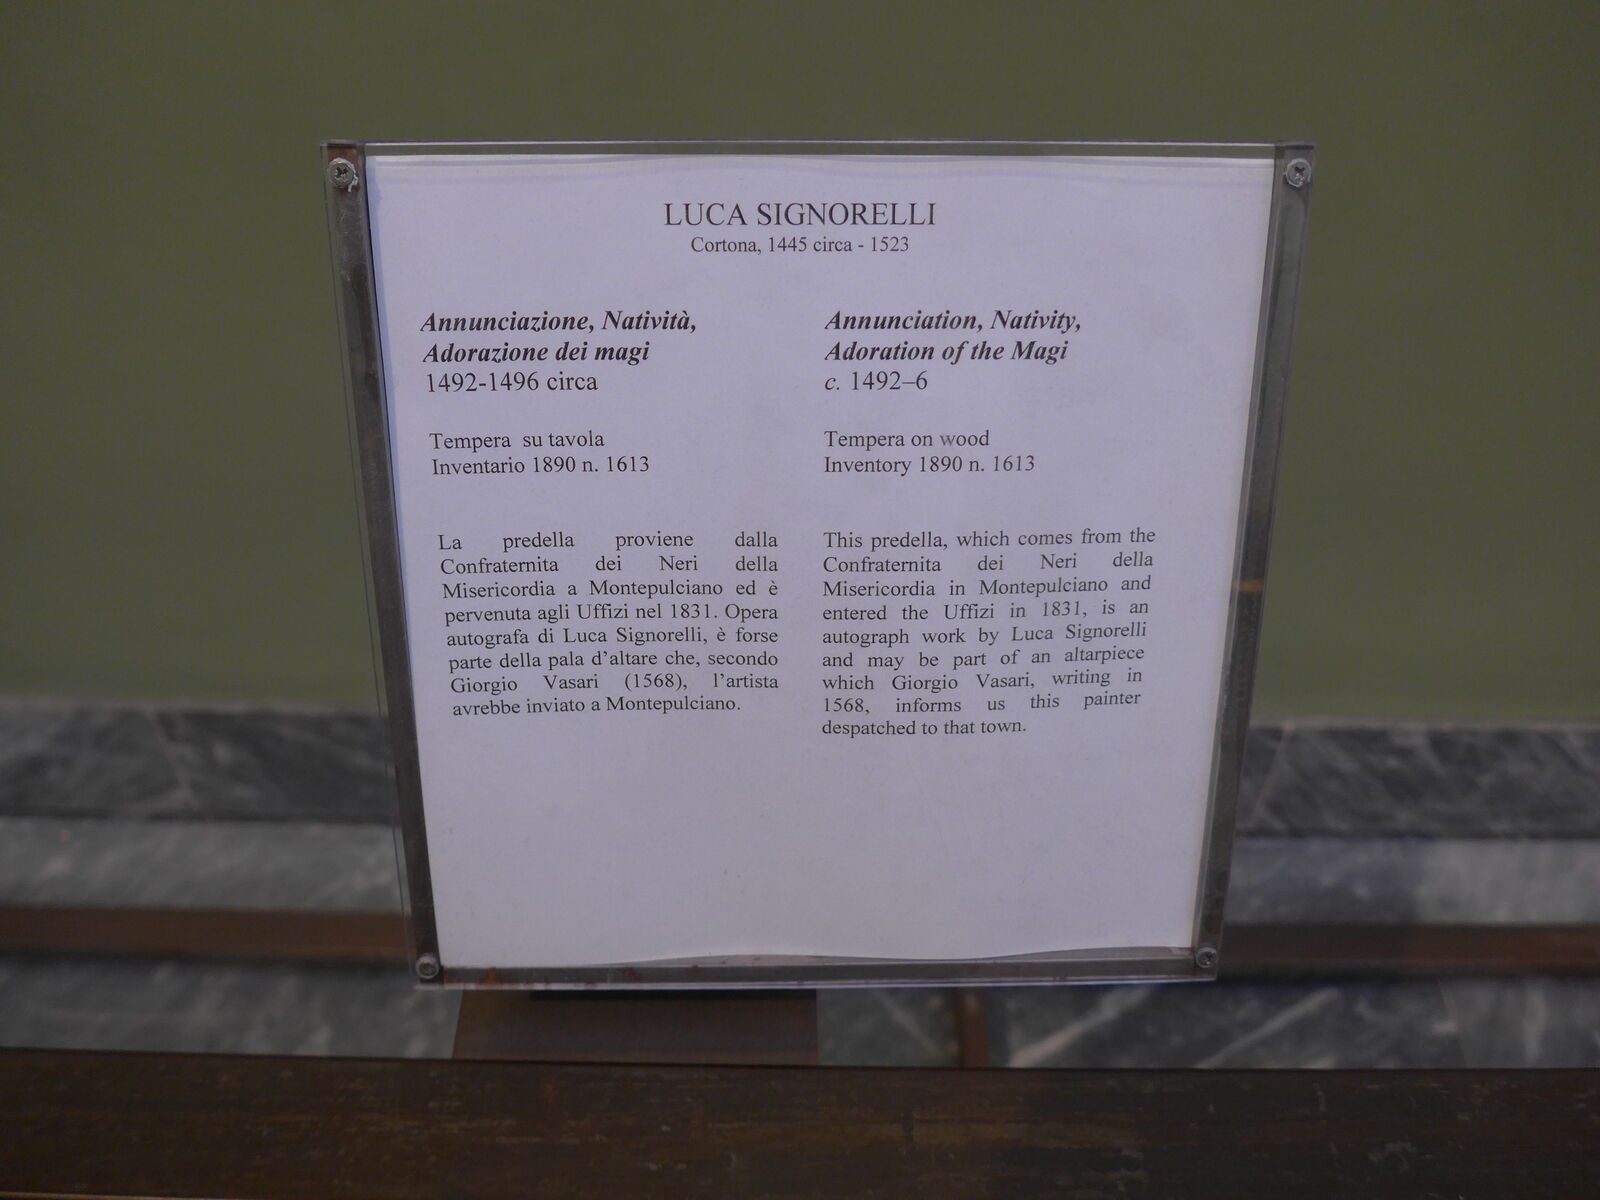 LUCA SIGNORELLI
Cortona, 1445 circa - 1523
Annunciazione, Natività,
Adorazione dei magi
1492-1496 circa
Tempera su tavola
Inventario 1890 n. 1613
La predella proviene dalla
Confraternita dei Neri della
Misericordia a Montepulciano ed è
pervenuta agli Uffizi nel 1831. Opera
autografa di Luca Signorelli, è forse
parte della pala d'altare che, secondo
Giorgio Vasari (1568), l'artista
avrebbe inviato a Montepulciano.
Annunciation, Nativity,
Adoration of the Magi
c. 1492–6
Tempera on wood
Inventory 1890 n. 1613
This predella, which comes from the
Confraternita dei Neri della
Misericordia in Montepulciano and
entered the Uffizi in 1831, is an
autograph work by Luca Signorelli
and may be part of an altarpiece
which Giorgio Vasari, writing in
1568, informs us this painter
despatched to that town.